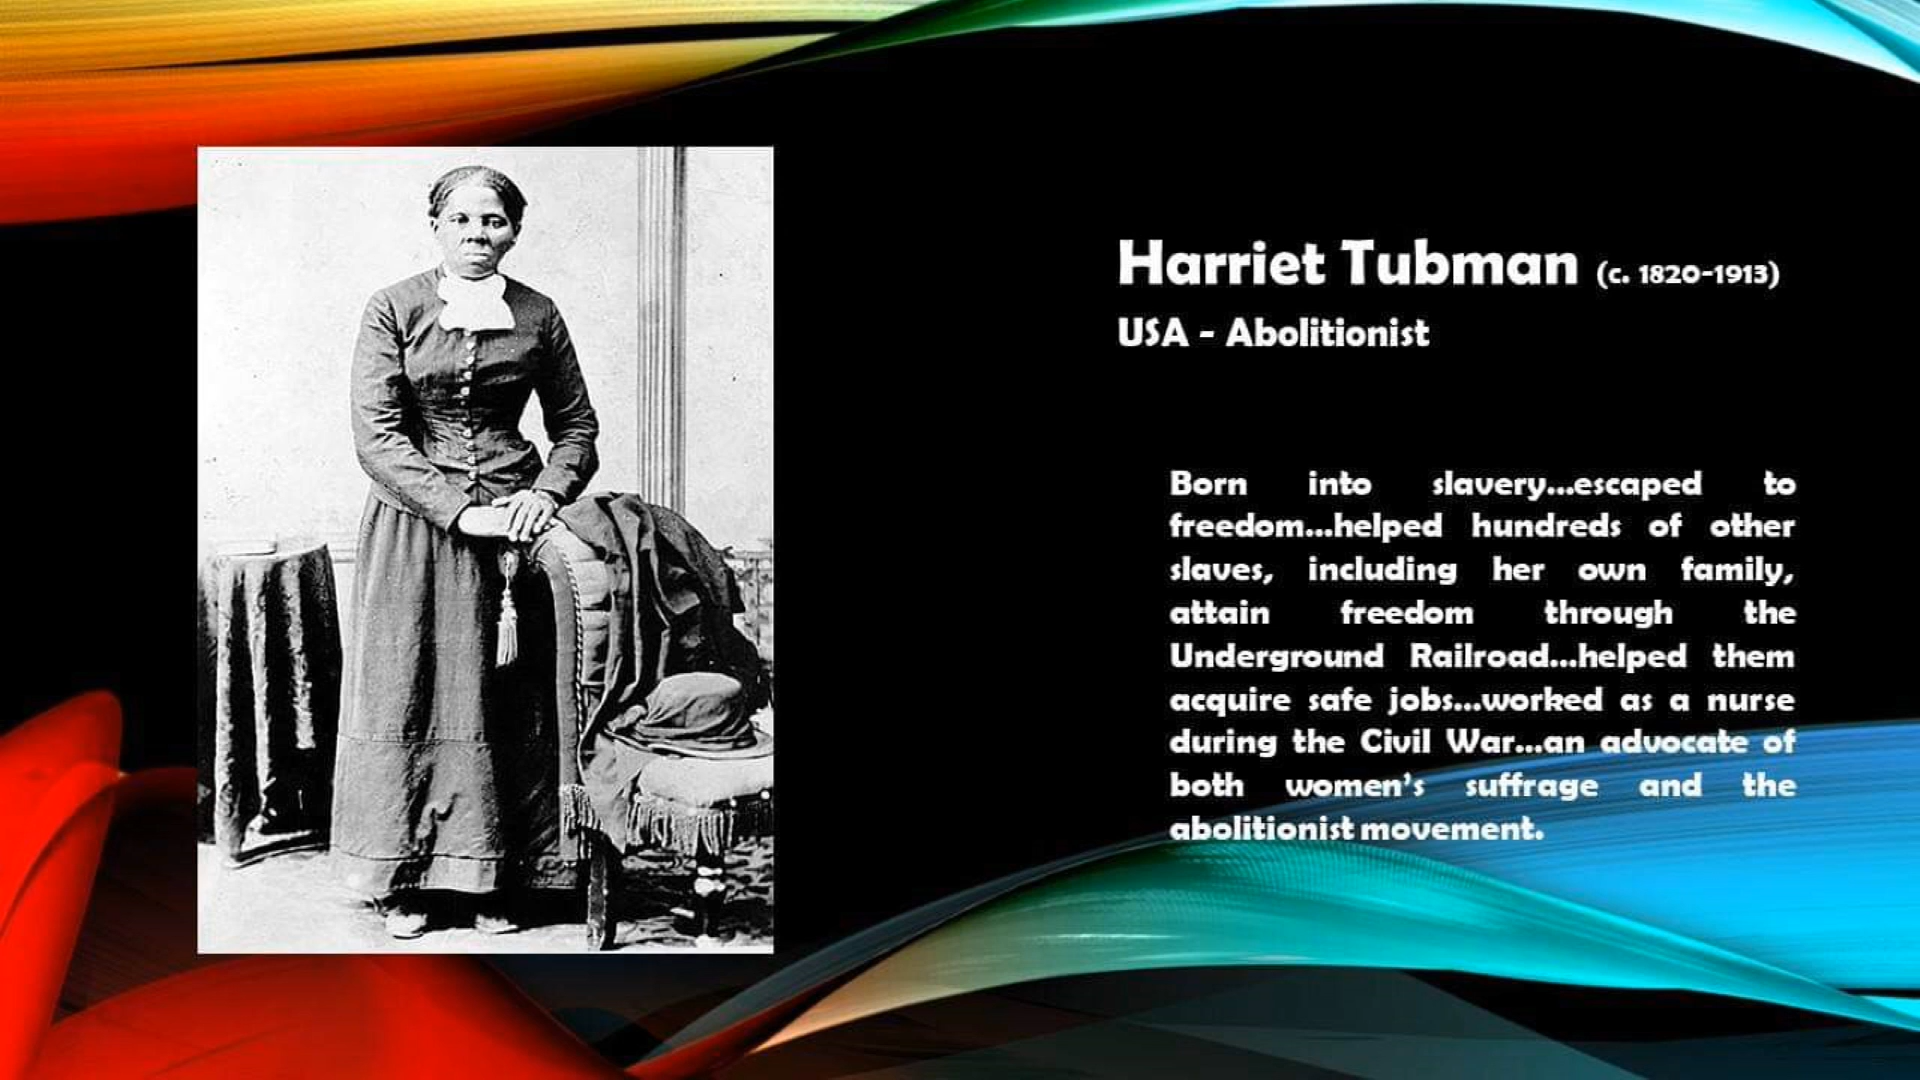 Harriet Tubman (c. 1820-1913)
USA - Abolitionist
Born into slavery...escaped to
freedom...helped hundreds of other
slaves, including her own family,
attain freedom through the
Underground Railroad...helped them
acquire safe jobs...worked as a nurse
during the Civil War...an advocate of
both women's suffrage and the
abolitionist movement.